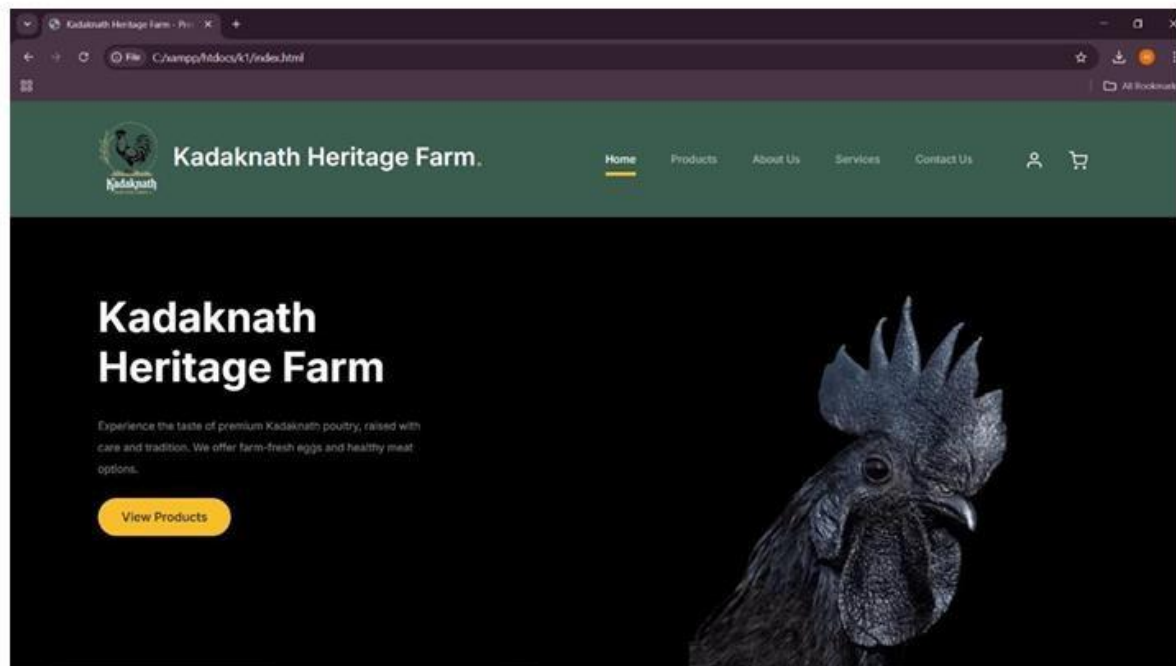 Kadaknath Heritage Farm - Pre
File C:/xampp/htdocs/k1/index.html
All Bookmark
Kadaknath
Kadaknath Heritage Farm.
Home Products About Us Services Contact Us
Kadaknath
Heritage Farm
Experience the taste of premium Kadaknath poultry, raised with
care and tradition. We offer farm-fresh eggs and healthy meat
options.
View Products